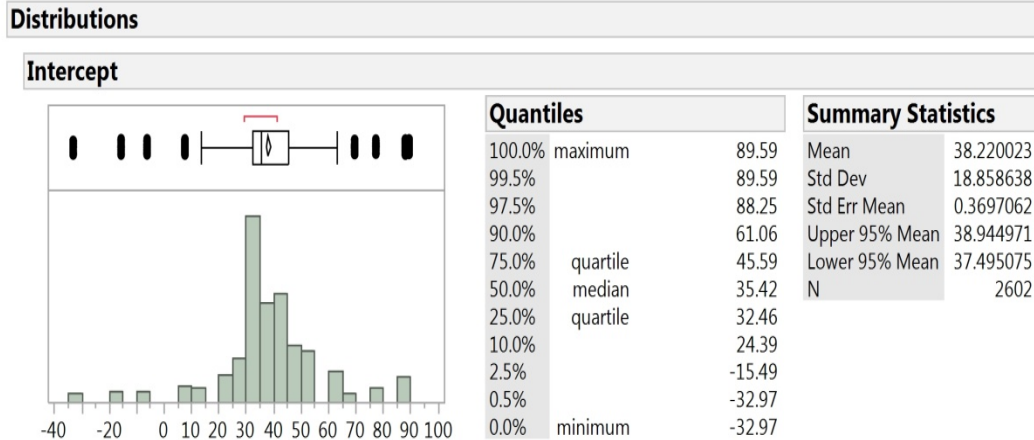 Distributions
Intercept
-40 -20 0 10 20 30 40 50 60 70 80 90 100
Quantiles
100.0% maximum 89.59
99.5% 89.59
97.5% 88.25
90.0% 61.06
75.0% quartile 45.59
50.0% median 35.42
25.0% quartile 32.46
10.0% 24.39
2.5% -15.49
0.5% -32.97
0.0% minimum -32.97
Summary Statistics
Mean 38.220023
Std Dev 18.858638
Std Err Mean 0.3697062
Upper 95% Mean 38.944971
Lower 95% Mean 37.495075
N 2602